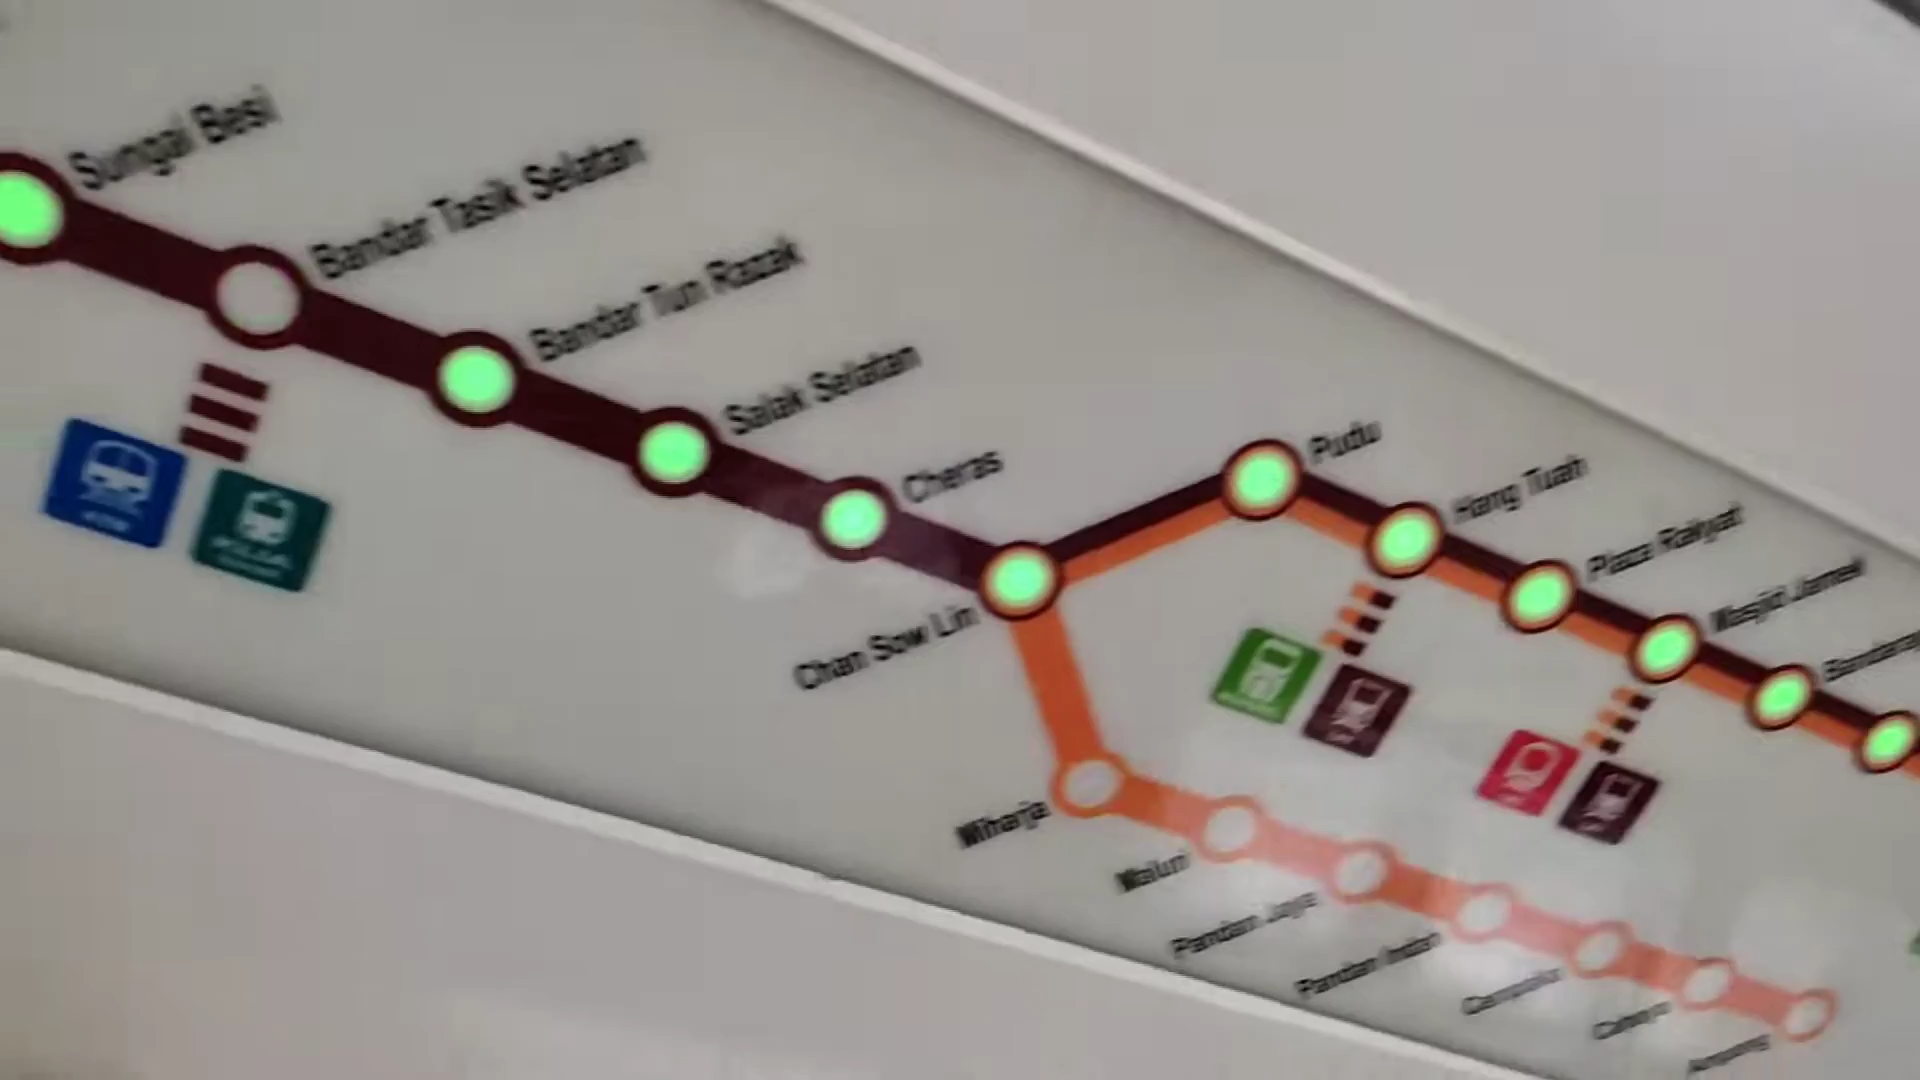 Sungai Besi
Bandar Tasik Selatan
Bandar Tun Razak
Salak Selatan
Cheras
Chan Sow Lin
Pudu
Hang Tuah
Plaza Rakyat
Masjid Jamek
Miharja
Maluri
Pandan Jaya
Pandan Indah
Cempaka
Cahaya
Ampang